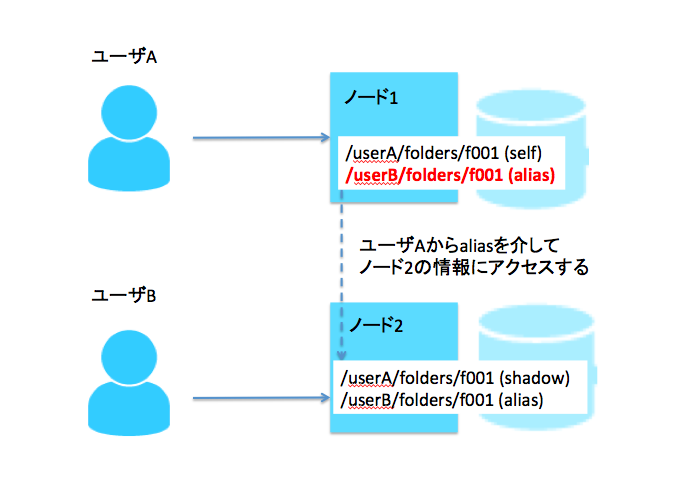 ユーザA
ノード1
/userA/folders/f001 (self)
/userB/folders/f001 (alias)
ユーザAからaliasを介して
ノード2の情報にアクセスする
ユーザB
ノード2
/userA/folders/f001 (shadow)
/userB/folders/f001 (alias)